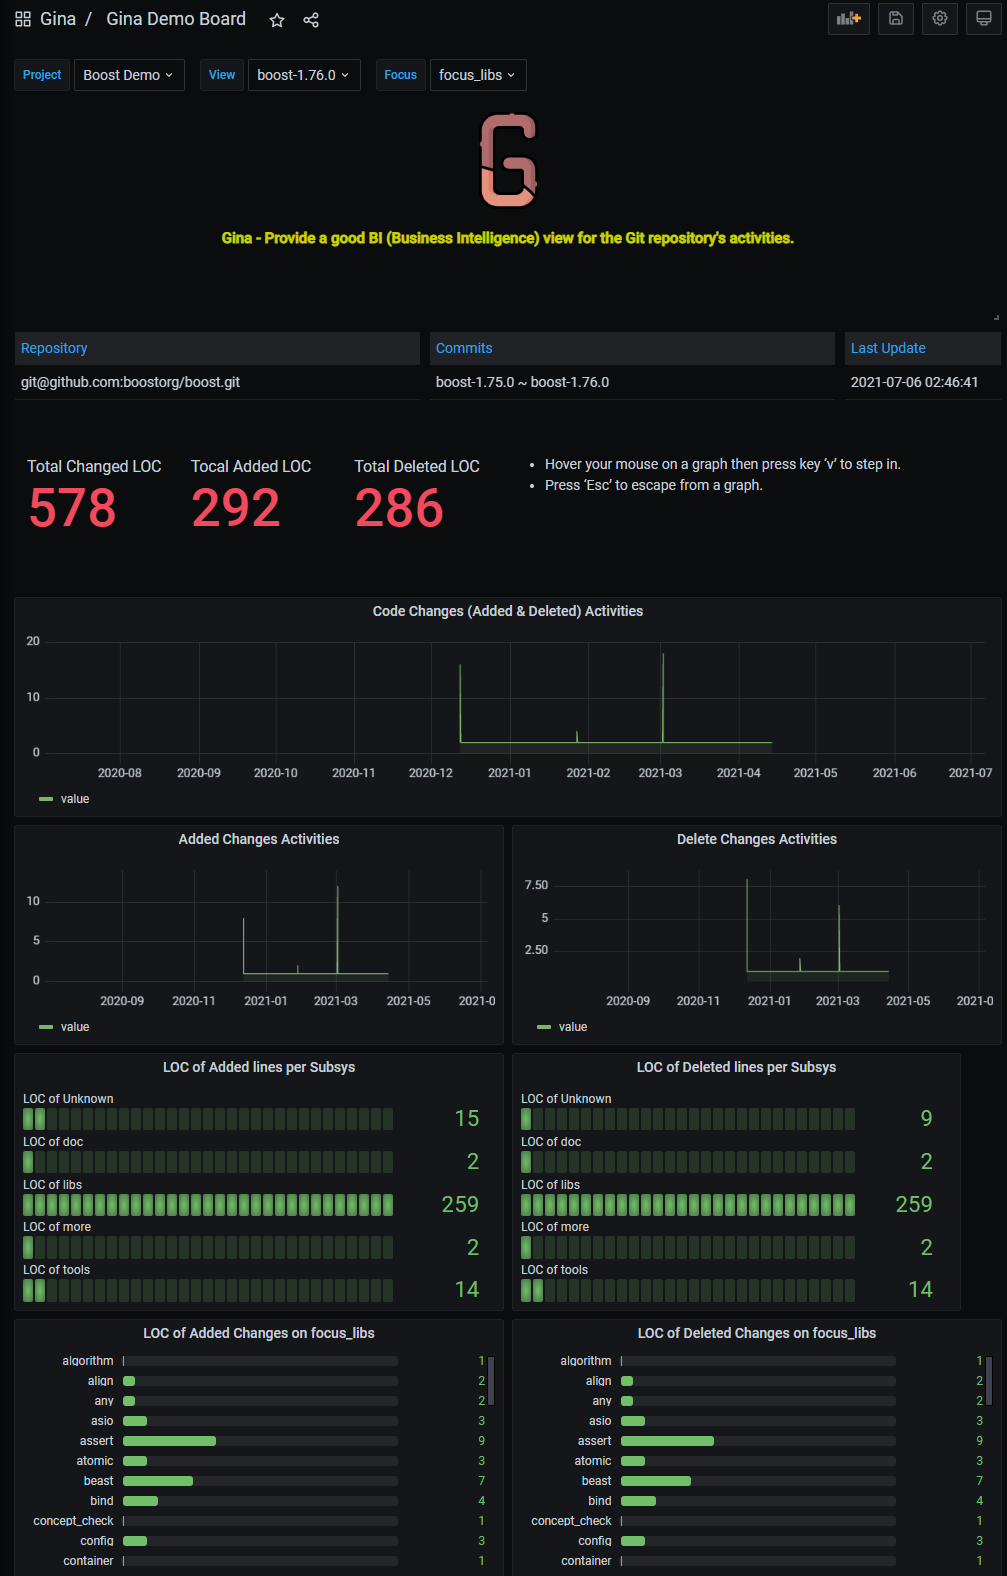 Gina / Gina Demo Board
Project Boost Demo View boost-1.76.0 Focus focus_libs
G
Gina - Provide a good BI (Business Intelligence) view for the Git repository's activities.
Repository Commits Last Update
git@github.com:boostorg/boost.git boost-1.75.0 ~ boost-1.76.0 2021-07-06 02:46:41
Total Changed LOC Tocal Added LOC Total Deleted LOC
578 292 286
• Hover your mouse on a graph then press key ‘v’ to step in.
• Press ‘Esc’ to escape from a graph.
Code Changes (Added & Deleted) Activities
20
10
0
2020-08 2020-09 2020-10 2020-11 2020-12 2021-01 2021-02 2021-03 2021-04 2021-05 2021-06 2021-07
value
Added Changes Activities
10
5
0
2020-09 2020-11 2021-01 2021-03 2021-05 2021-0
value
Delete Changes Activities
7.50
5
2.50
2020-09 2020-11 2021-01 2021-03 2021-05 2021-0
value
LOC of Added lines per Subsys
LOC of Unknown
15
LOC of doc
2
LOC of libs
259
LOC of more
2
LOC of tools
14
LOC of Deleted lines per Subsys
LOC of Unknown
9
LOC of doc
2
LOC of libs
259
LOC of more
2
LOC of tools
14
LOC of Added Changes on focus_libs
algorithm 1
align 2
any 2
asio 3
assert 9
atomic 3
beast 7
bind 4
concept_check 1
config 3
container 1
LOC of Deleted Changes on focus_libs
algorithm 1
align 2
any 2
asio 3
assert 9
atomic 3
beast 7
bind 4
concept_check 1
config 3
container 1